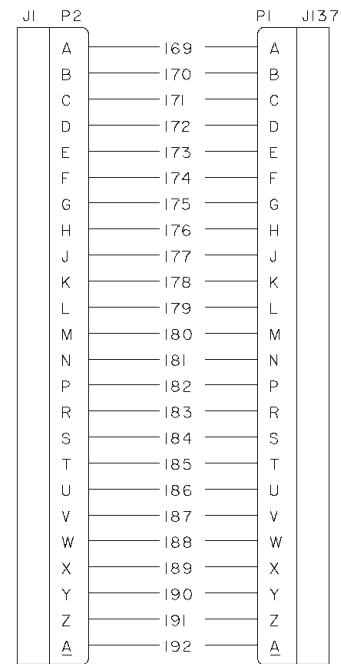 J1 P2 P1 J137
A 169 A
B 170 B
C 171 C
D 172 D
E 173 E
F 174 F
G 175 G
H 176 H
J 177 J
K 178 K
L 179 L
M 180 M
N 181 N
P 182 P
R 183 R
S 184 S
T 185 T
U 186 U
V 187 V
W 188 W
X 189 X
Y 190 Y
Z 191 Z
A 192 A